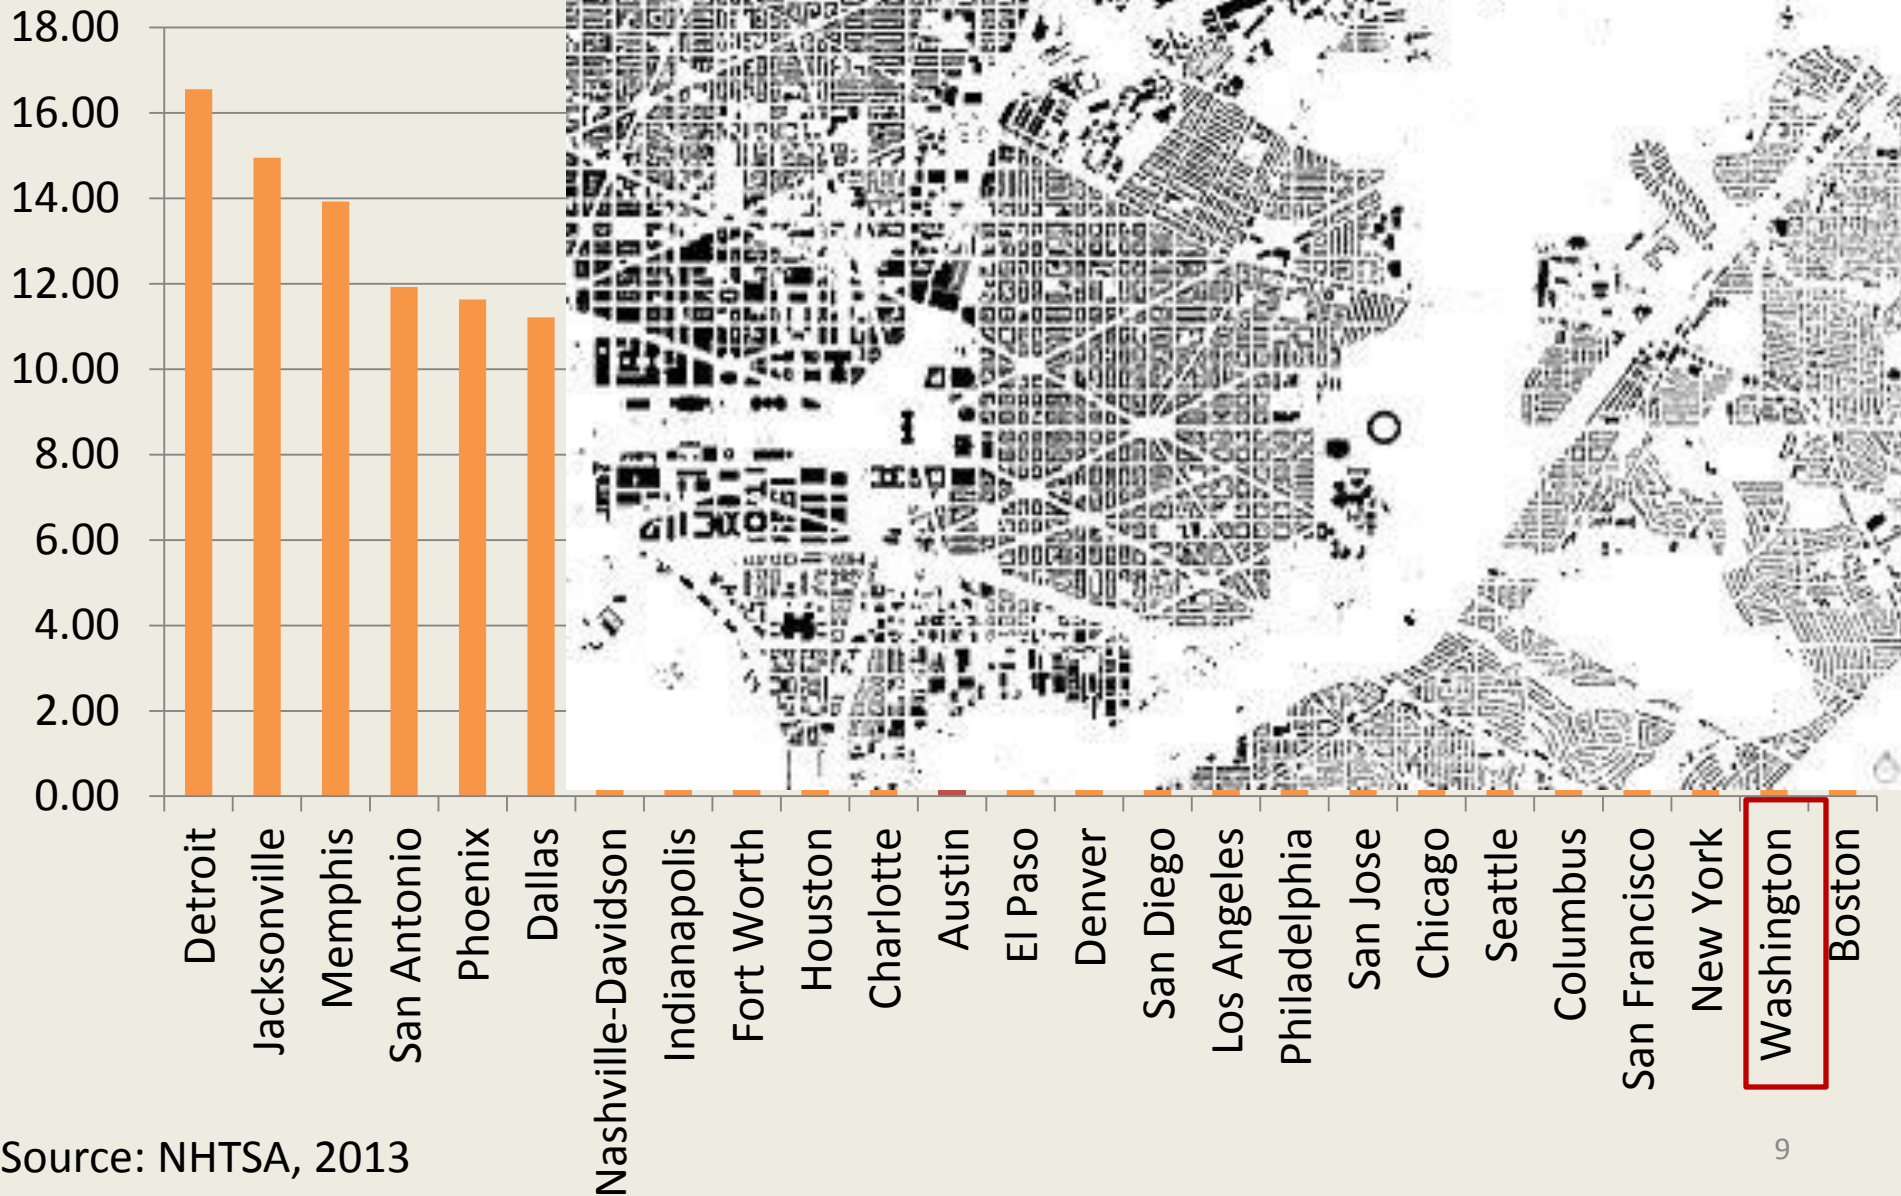 18.00
16.00
14.00
12.00
10.00
8.00
6.00
4.00
2.00
0.00
Detroit
Jacksonville
Memphis
San Antonio
Phoenix
Dallas
Nashville-Davidson
Indianapolis
Fort Worth
Houston
Charlotte
Austin
El Paso
Denver
San Diego
Los Angeles
Philadelphia
San Jose
Chicago
Seattle
Columbus
San Francisco
New York
Washington
Boston
Source: NHTSA, 2013
9